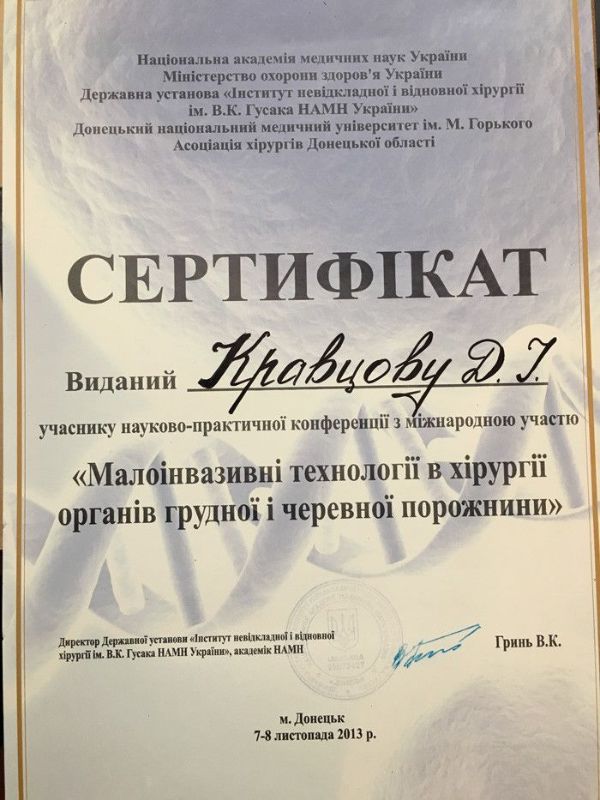 Національна академія медичних наук України
Міністерство охорони здоров'я України
Державна установа «Інститут невідкладної і відновної хірургії
ім. В.К. Гусака НАМН України»
Донецький національний медичний університет ім. М. Горького
Асоціація хірургів Донецької області
СЕРТИФІКАТ
Виданий Кравцову Д. І.
учаснику науково-практичної конференції з міжнародною участю
«Малоінвазивні технології в хірургії
органів грудної і черевної порожнини»
Директор Державної установи «Інститут невідкладної і відновної
хірургії ім. В.К. Гусака НАМН України», академік НАМН
Гринь В.К.
м. Донецьк
7-8 листопада 2013 р.